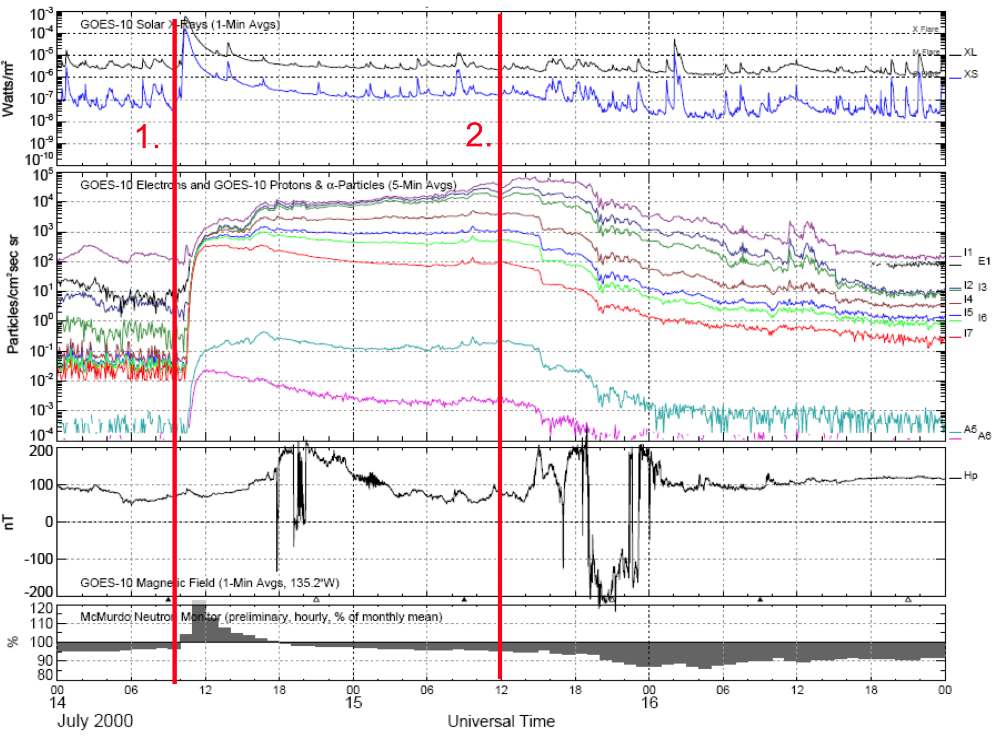 GOES-10 Solar X-Rays (1-Min Avgs)
Watts/m²
10⁻³
10⁻⁴
10⁻⁵
10⁻⁶
10⁻⁷
10⁻⁸
10⁻⁹
10⁻¹⁰
X Flare
M Flare
XL
XS
1.
2.
GOES-10 Electrons and GOES-10 Protons & α-Particles (5-Min Avgs)
Particles/cm²sec sr
10⁵
10⁴
10³
10²
10¹
10⁰
10⁻¹
10⁻²
10⁻³
10⁻⁴
I1
E1
I2 I3
I4
I5
I6
I7
A5
A6
nT
200
100
0
-100
-200
Hp
GOES-10 Magnetic Field (1-Min Avgs, 135.2°W)
McMurdo Neutron Monitor (preliminary, hourly, % of monthly mean)
%
120
110
100
90
80
00 06 12 18 00 06 12 18 00 06 12 18 00
14 15 16
July 2000 Universal Time